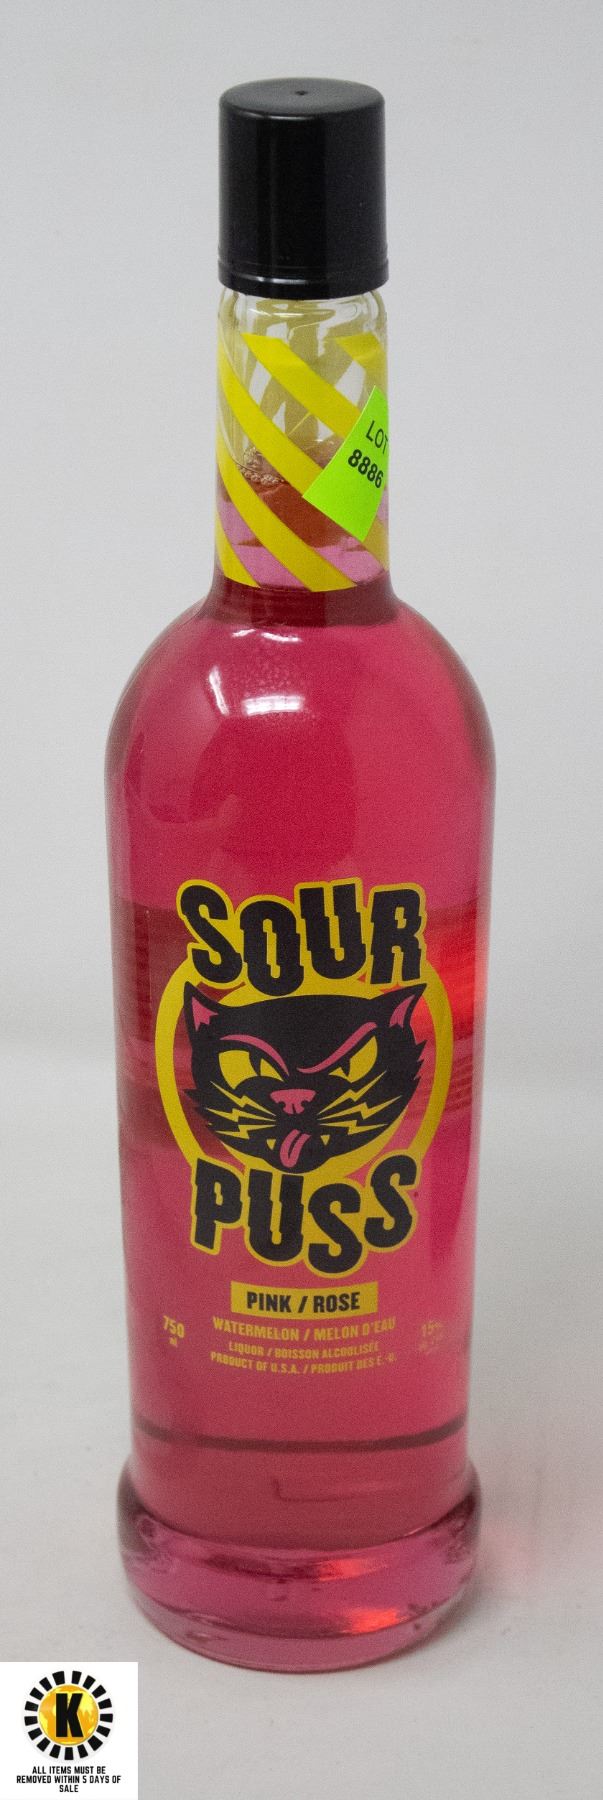 LOT
8886
SOUR
PUSS
PINK / ROSE
750
ml
WATERMELON / MELON D'EAU
15%
LIQUOR / BOISSON ALCOOLISÉE
PRODUCT OF U.S.A. / PRODUIT DES É.-U.
K
ALL ITEMS MUST BE
REMOVED WITHIN 5 DAYS OF
SALE